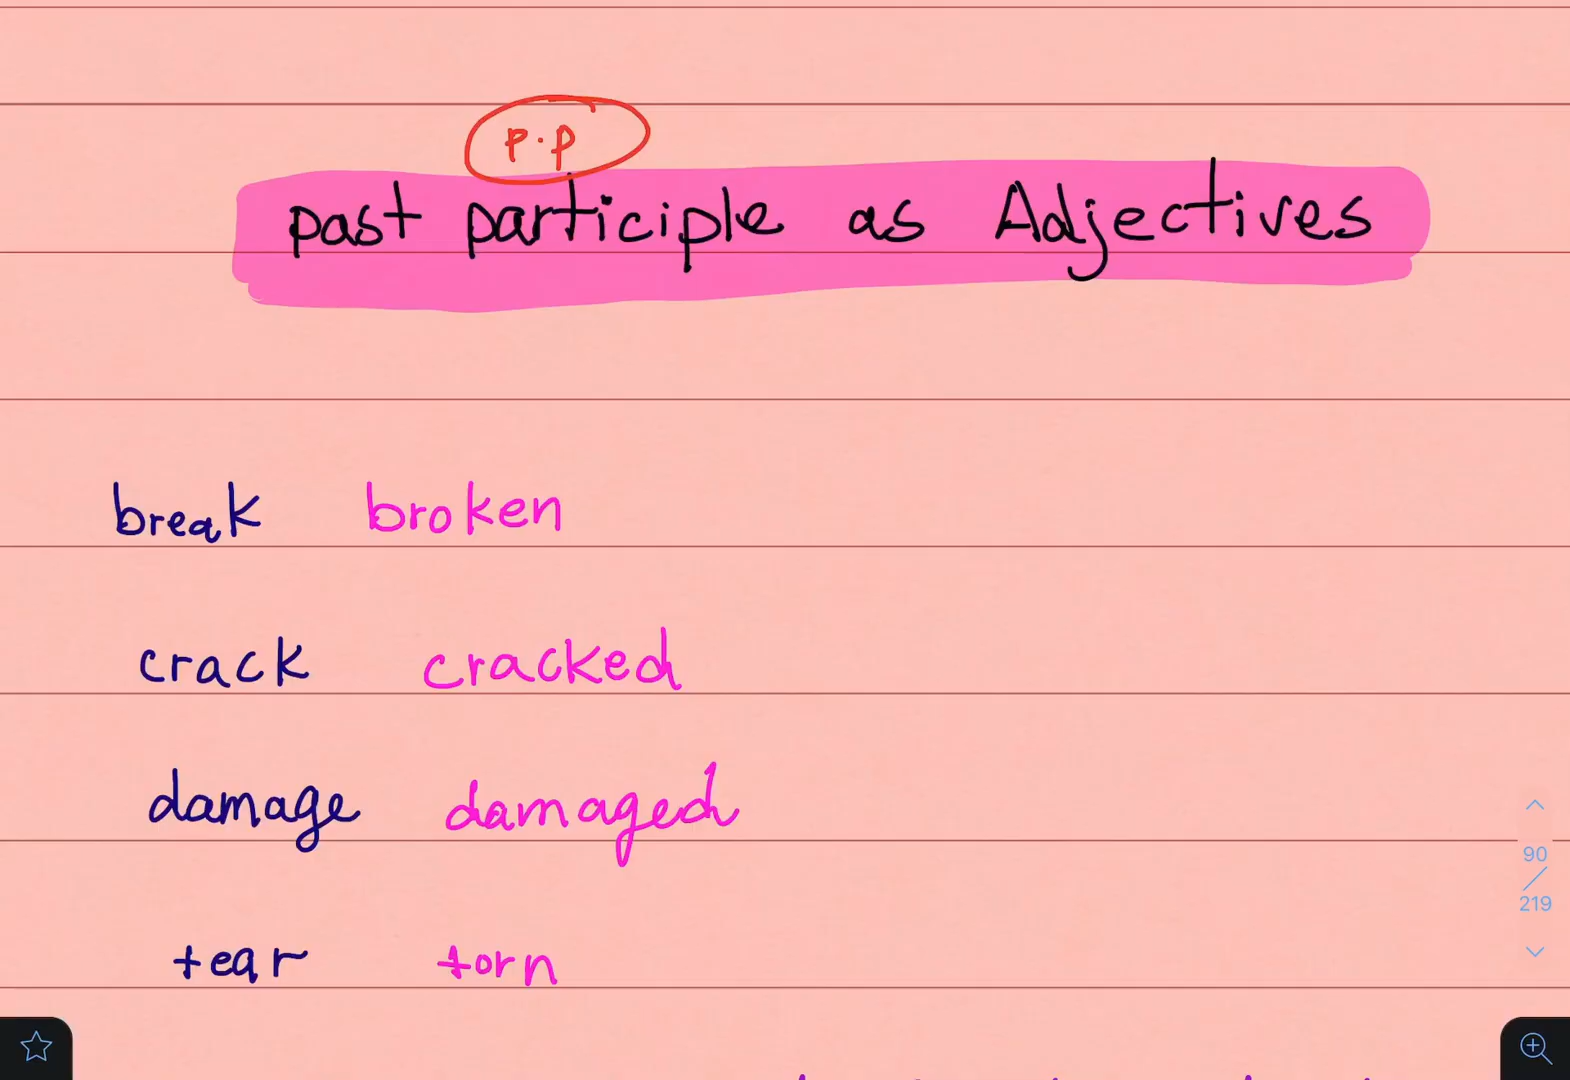 p.p
past participle as Adjectives
break broken
crack cracked
damage damaged
90
/
219
tear torn